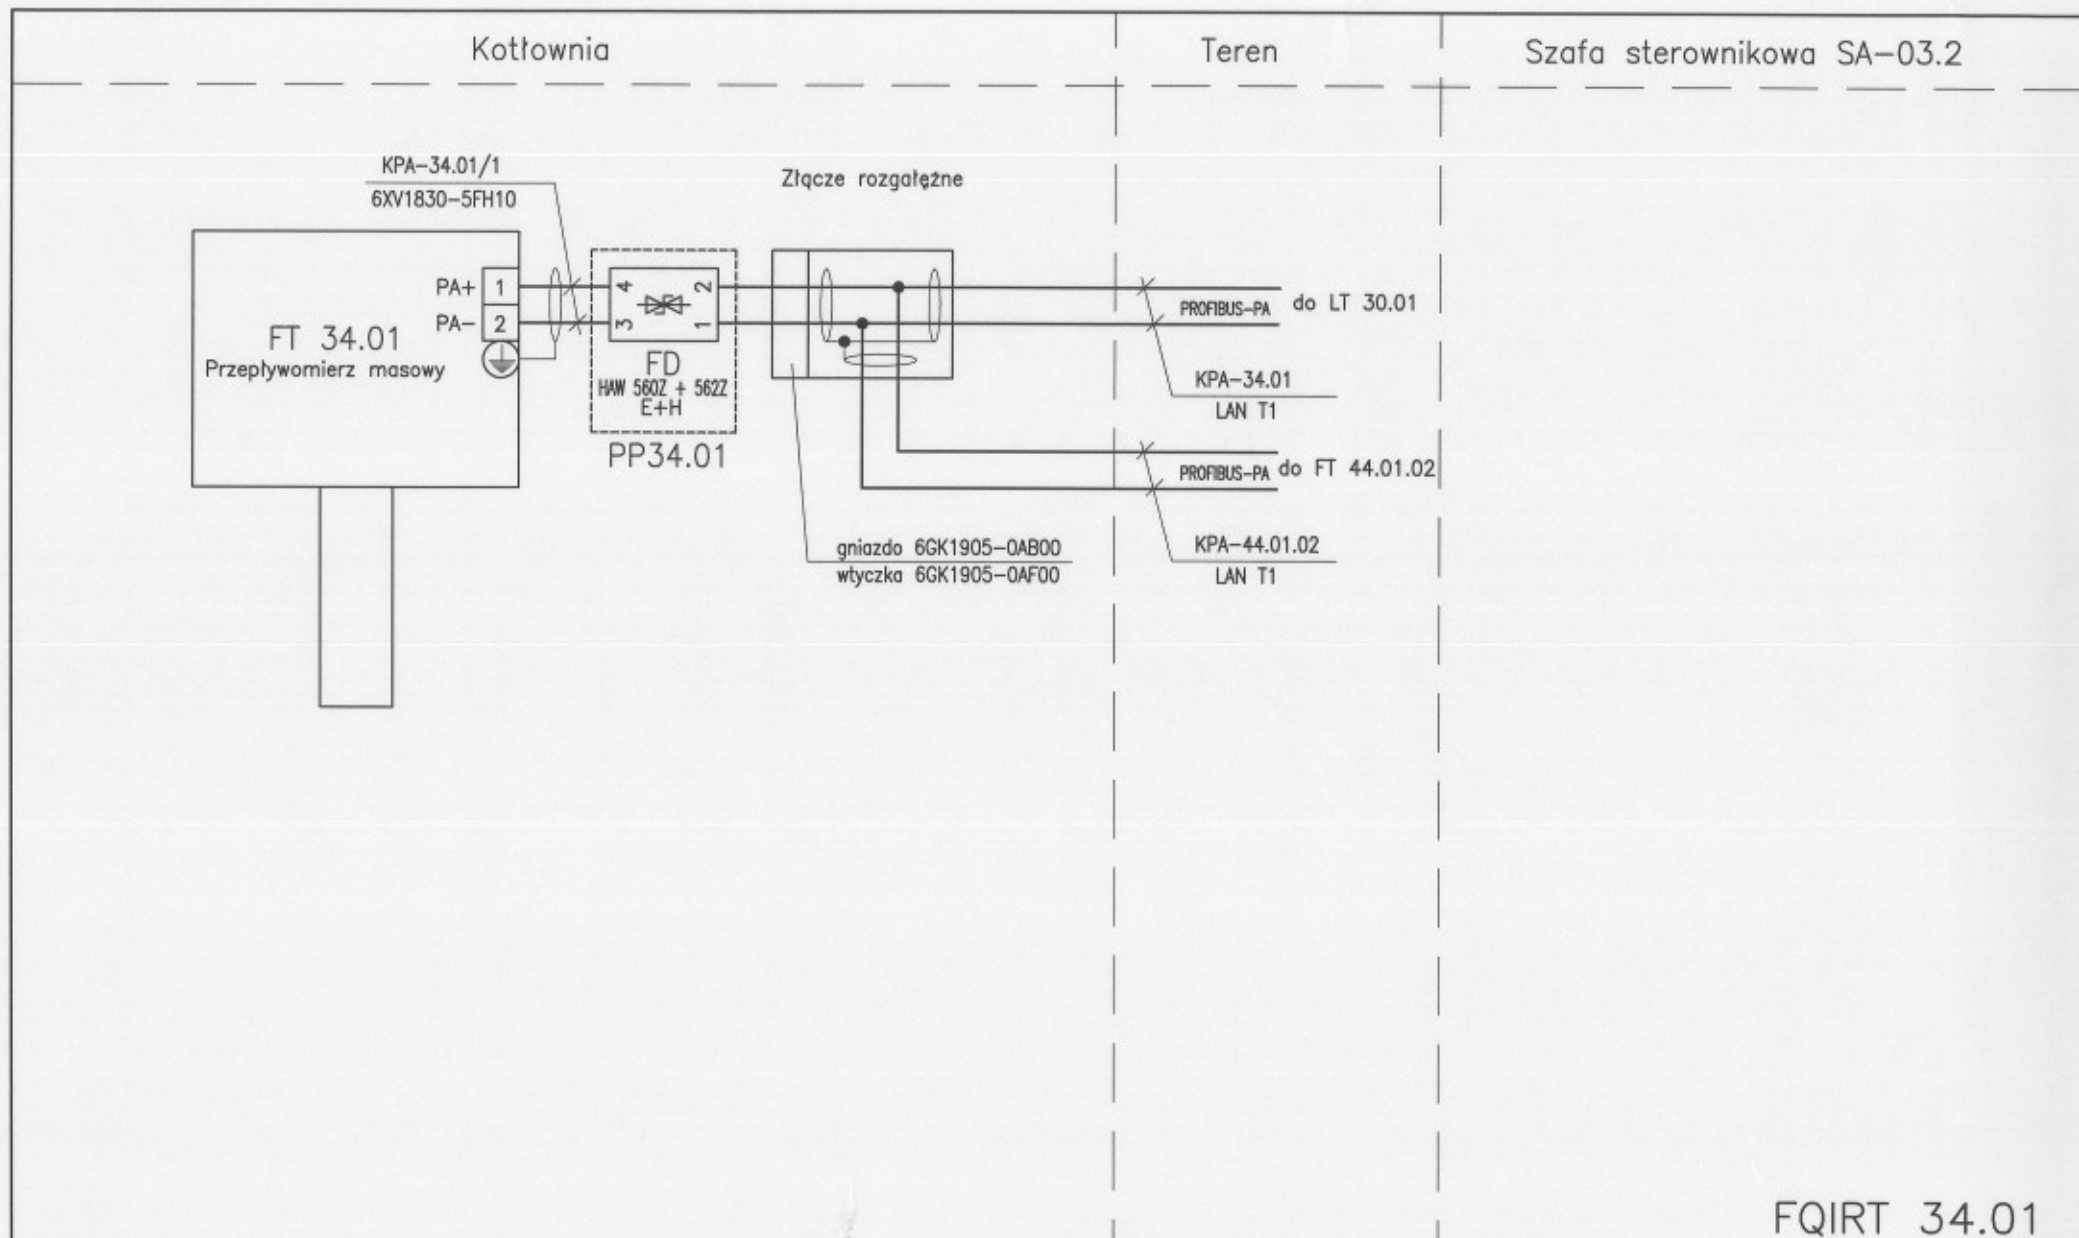 Kotłownia
Teren
Szafa sterownikowa SA-03.2
KPA-34.01/1
6XV1830-5FH10
Złącze rozgałęźne
PA+ 1
PA- 2
FT 34.01
Przepływomierz masowy
4 2
3 1
FD
HAW 560Z + 562Z
E+H
PP34.01
PROFIBUS-PA do LT 30.01
KPA-34.01
LAN T1
PROFIBUS-PA do FT 44.01.02
KPA-44.01.02
LAN T1
gniazdo 6GK1905-0AB00
wtyczka 6GK1905-0AF00
FQIRT 34.01